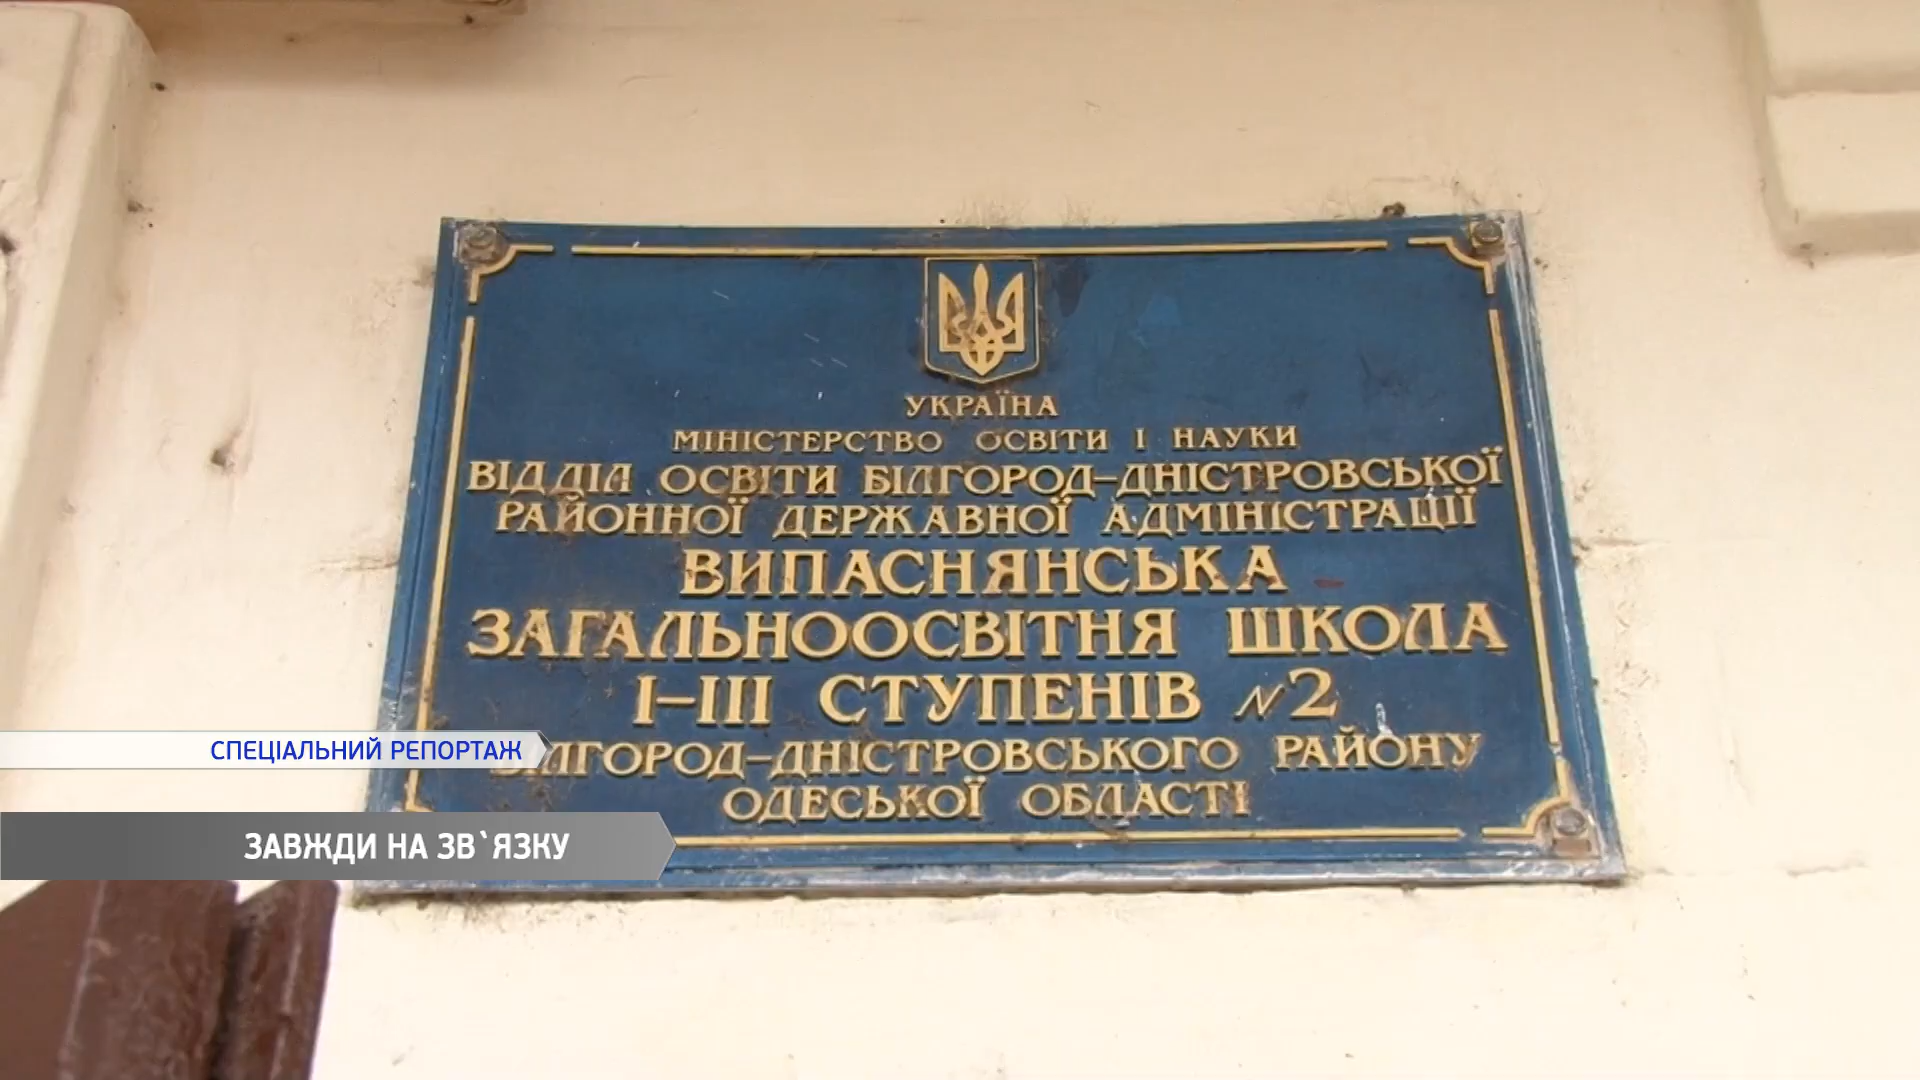 УКРАЇНА
МІНІСТЕРСТВО ОСВІТИ І НАУКИ
ВІДДІЛ ОСВІТИ БІЛГОРОД-ДНІСТРОВСЬКОЇ
РАЙОННОЇ ДЕРЖАВНОЇ АДМІНІСТРАЦІЇ
ВИПАСНЯНСЬКА
ЗАГАЛЬНООСВІТНЯ ШКОЛА
І-ІІІ СТУПЕНІВ №2
БІЛГОРОД-ДНІСТРОВСЬКОГО РАЙОНУ
ОДЕСЬКОЇ ОБЛАСТІ
СПЕЦІАЛЬНИЙ РЕПОРТАЖ
ЗАВЖДИ НА ЗВ`ЯЗКУ